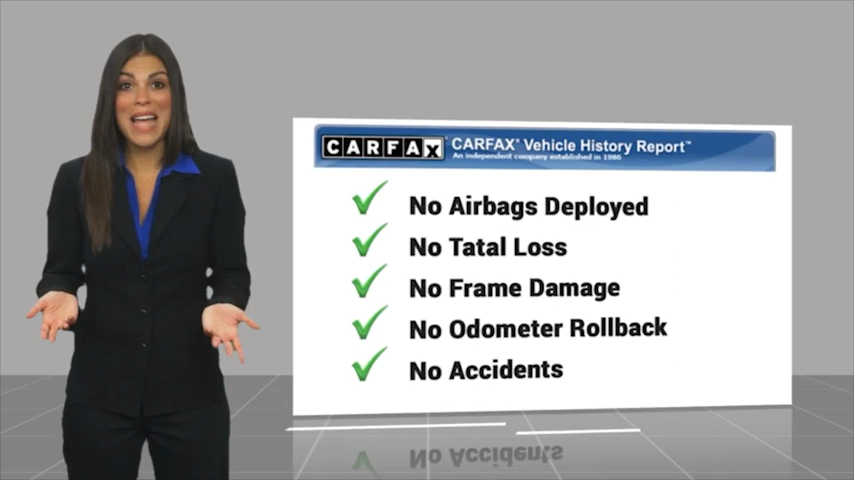 CARFAX CARFAX® Vehicle History Report™
An independent company established in 1986
No Airbags Deployed
No Tatal Loss
No Frame Damage
No Odometer Rollback
No Accidents
No Accidents